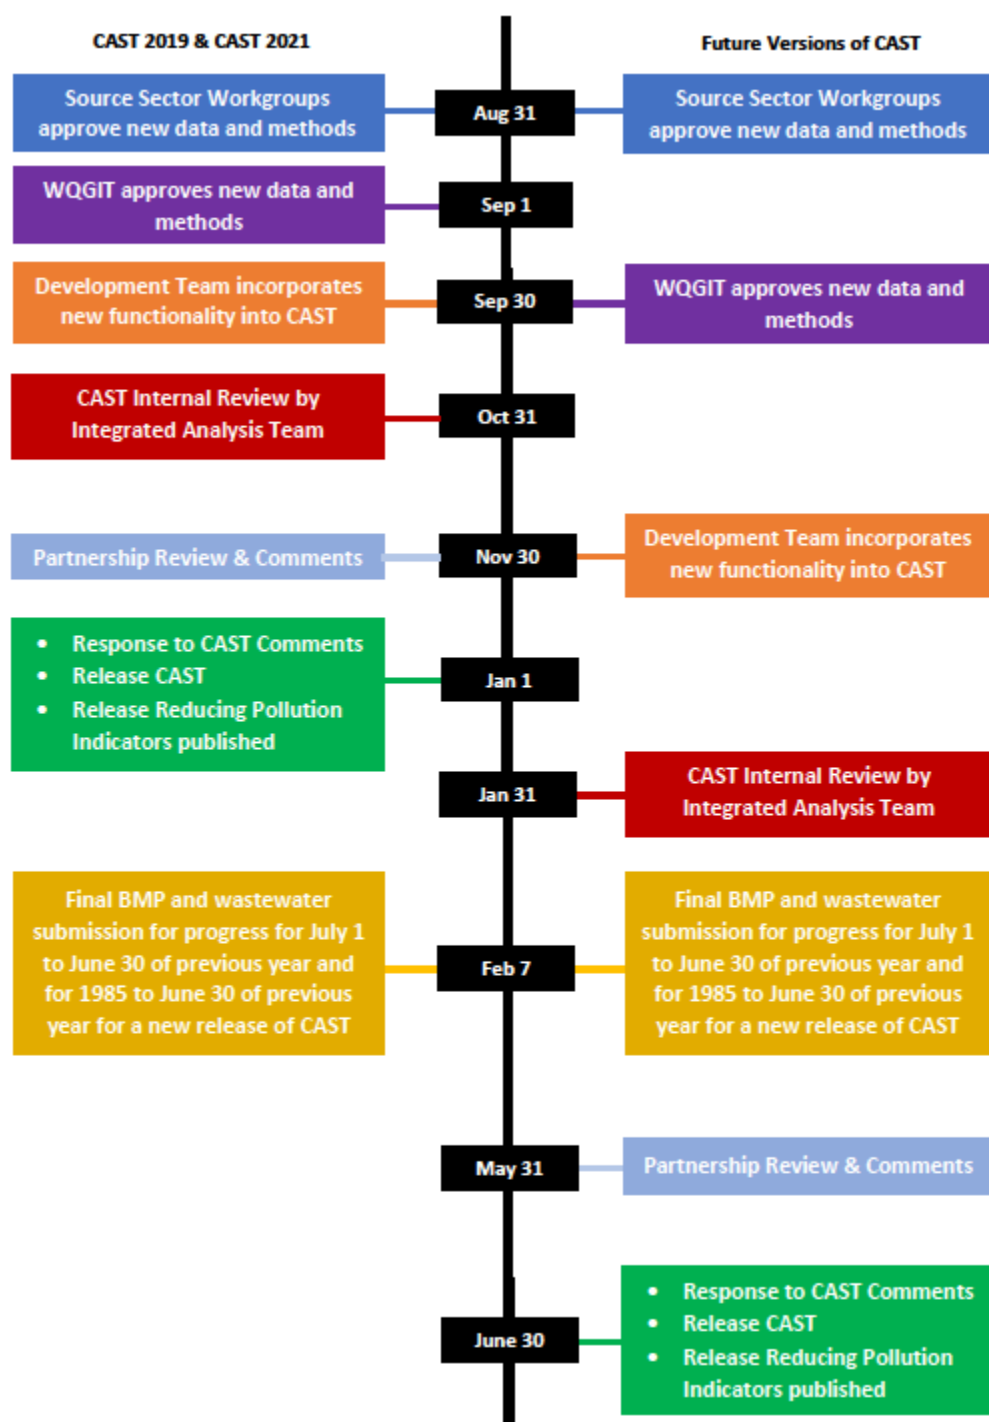 CAST 2019 & CAST 2021
Future Versions of CAST
Source Sector Workgroups
approve new data and methods
Aug 31
Source Sector Workgroups
approve new data and methods
WQGIT approves new data and
methods
Sep 1
Development Team incorporates
new functionality into CAST
Sep 30
WQGIT approves new data and
methods
CAST Internal Review by
Integrated Analysis Team
Oct 31
Partnership Review & Comments
Nov 30
Development Team incorporates
new functionality into CAST
• Response to CAST Comments
• Release CAST
• Release Reducing Pollution
Indicators published
Jan 1
Jan 31
CAST Internal Review by
Integrated Analysis Team
Final BMP and wastewater
submission for progress for July 1
to June 30 of previous year and
for 1985 to June 30 of previous
year for a new release of CAST
Feb 7
Final BMP and wastewater
submission for progress for July 1
to June 30 of previous year and
for 1985 to June 30 of previous
year for a new release of CAST
May 31
Partnership Review & Comments
June 30
• Response to CAST Comments
• Release CAST
• Release Reducing Pollution
Indicators published